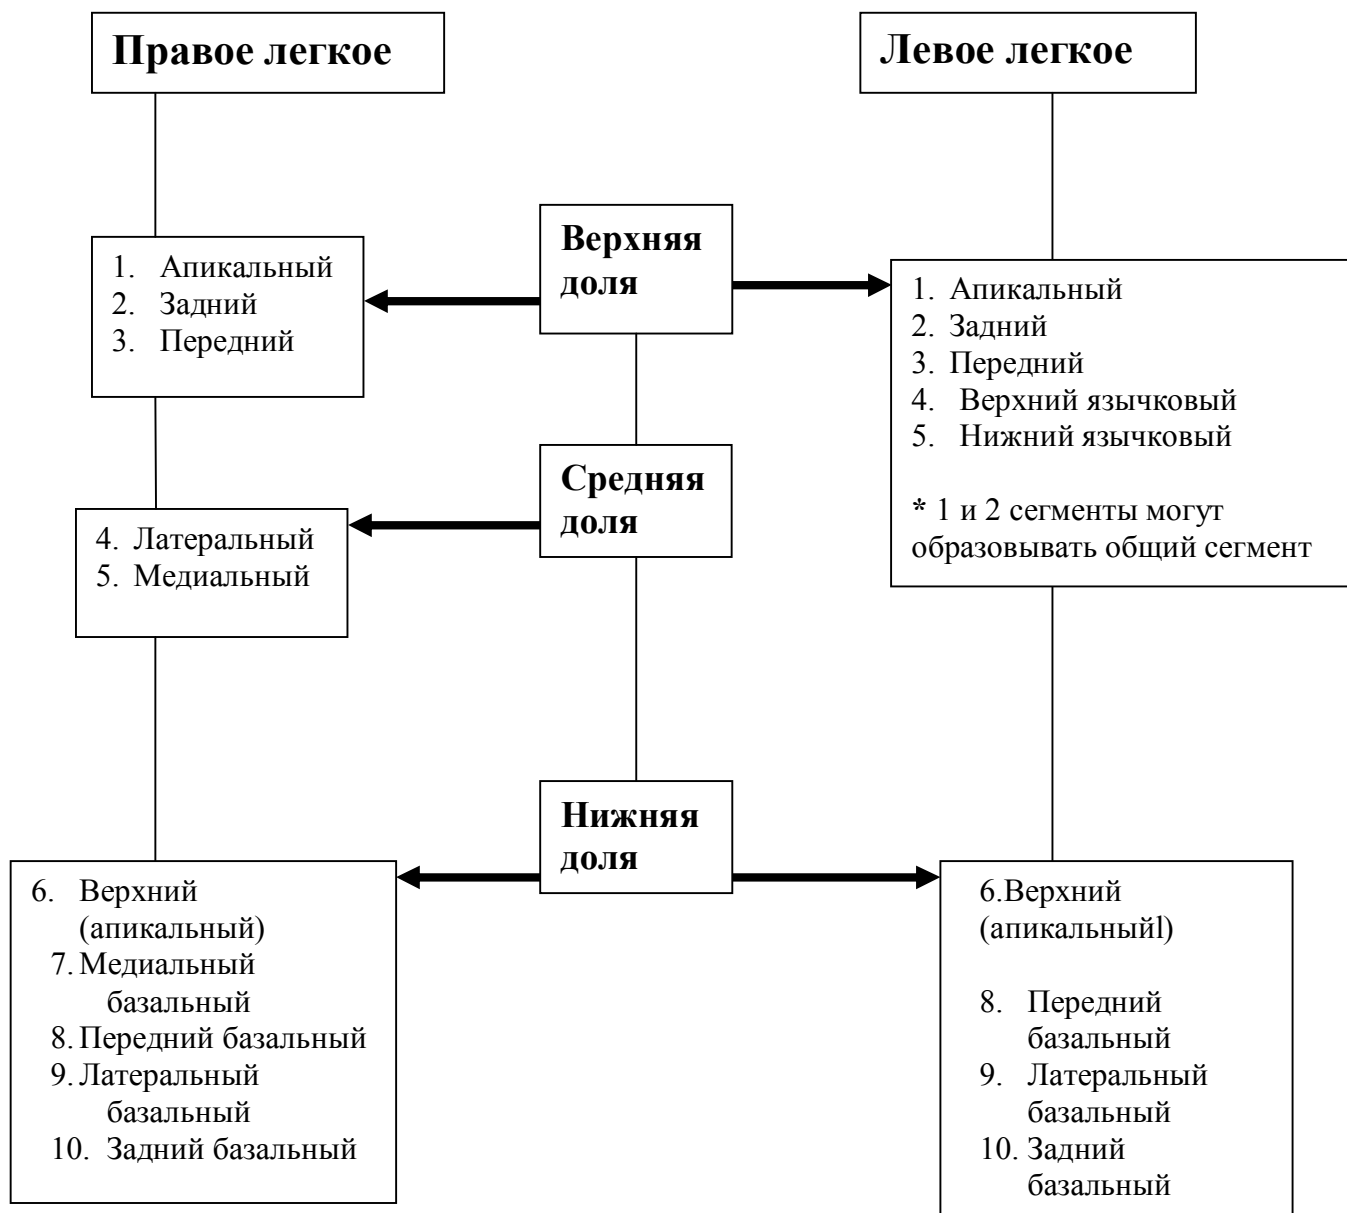 Правое легкое
Левое легкое
Верхняя
доля
1. Апикальный
2. Задний
3. Передний
1. Апикальный
2. Задний
3. Передний
4. Верхний язычковый
5. Нижний язычковый
* 1 и 2 сегменты могут
образовывать общий сегмент
Средняя
доля
4. Латеральный
5. Медиальный
Нижняя
доля
6. Верхний
(апикальный)
7. Медиальный
базальный
8. Передний базальный
9. Латеральный
базальный
10. Задний базальный
6.Верхний
(апикальныйl)
8. Передний
базальный
9. Латеральный
базальный
10. Задний
базальный